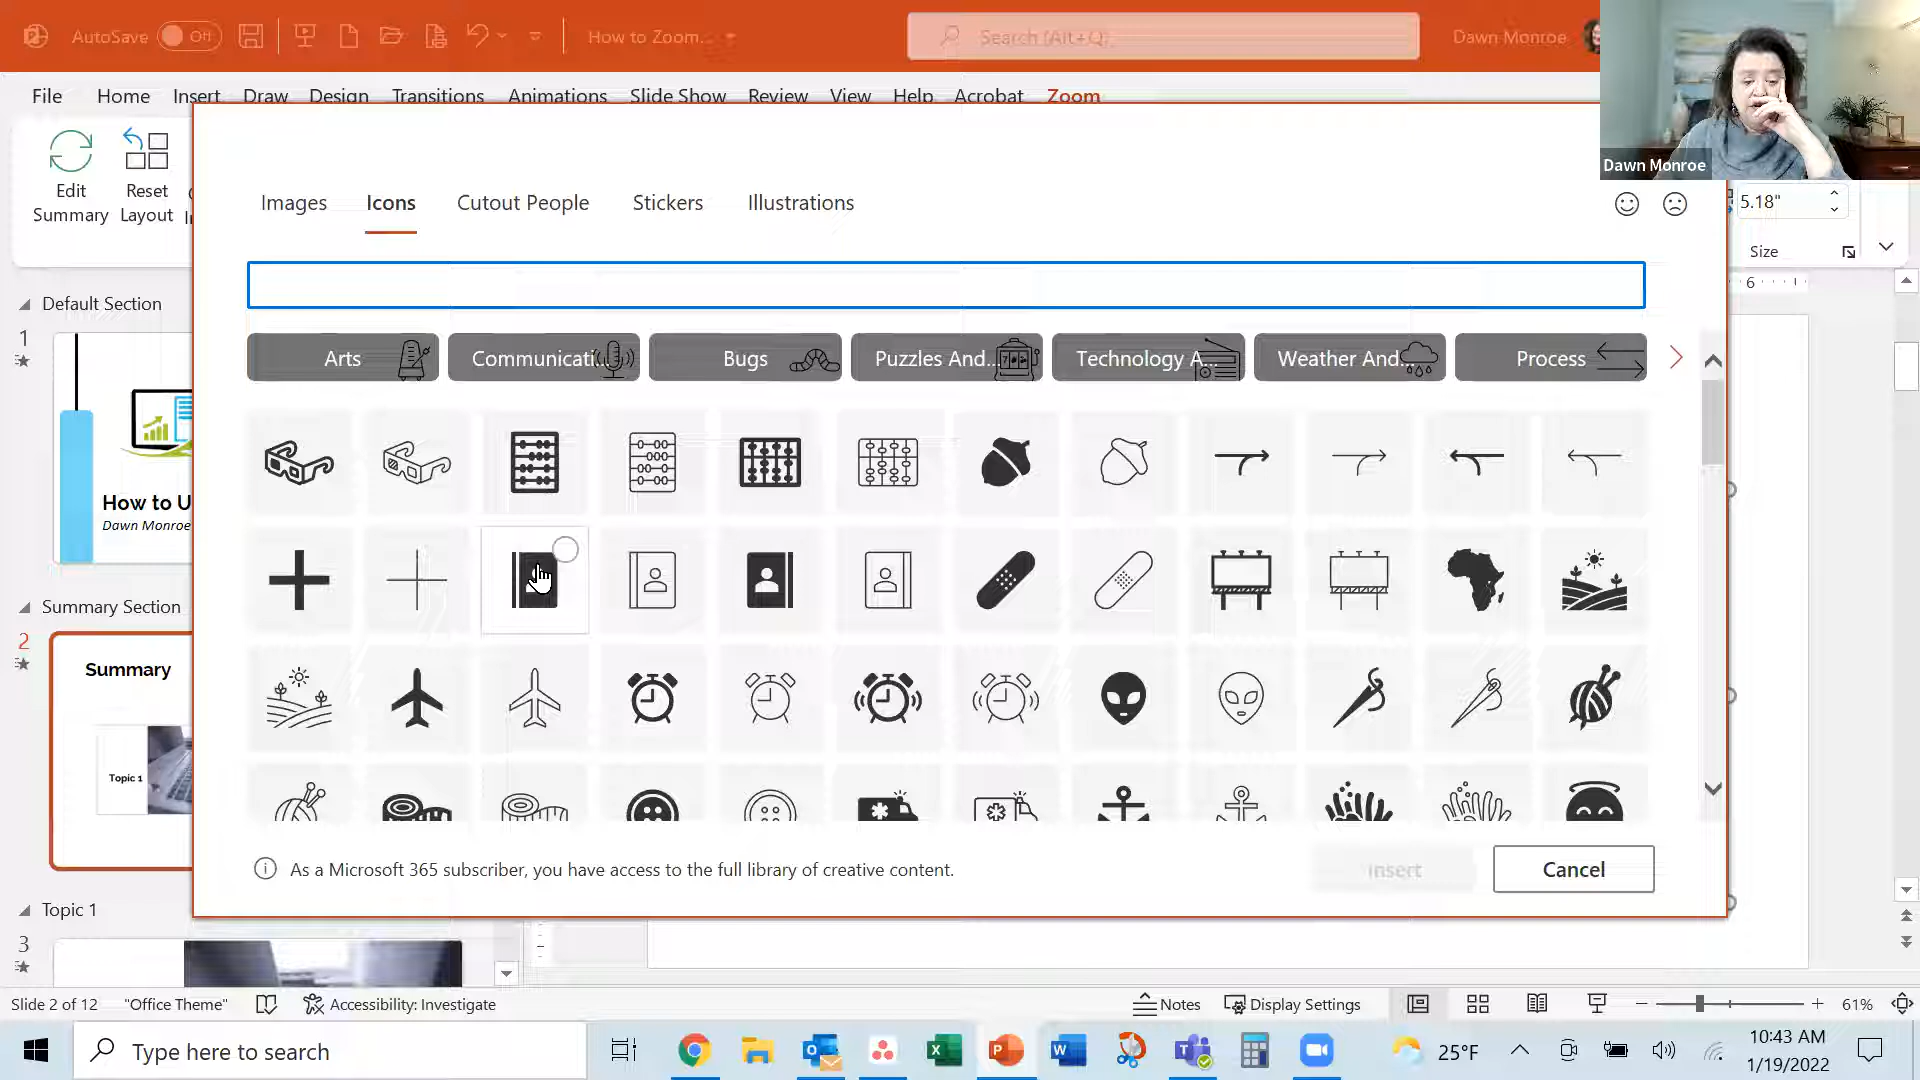 AutoSave Off How to Zoom... Search (Alt+Q) Dawn Monroe
File Home Insert Draw Design Transitions Animations Slide Show Review View Help Acrobat Zoom
Dawn Monroe
Edit Summary
Reset Layout
5.18"
Size
Images Icons Cutout People Stickers Illustrations
6
Arts Communicati... Bugs Puzzles And... Technology A... Weather And... Process
Default Section
1
How to U
Dawn Monroe
Summary Section
2
Summary
Topic 1
As a Microsoft 365 subscriber, you have access to the full library of creative content.
Insert Cancel
Topic 1
3
Slide 2 of 12 "Office Theme" Accessibility: Investigate Notes Display Settings 61%
Type here to search 25°F 10:43 AM
1/19/2022